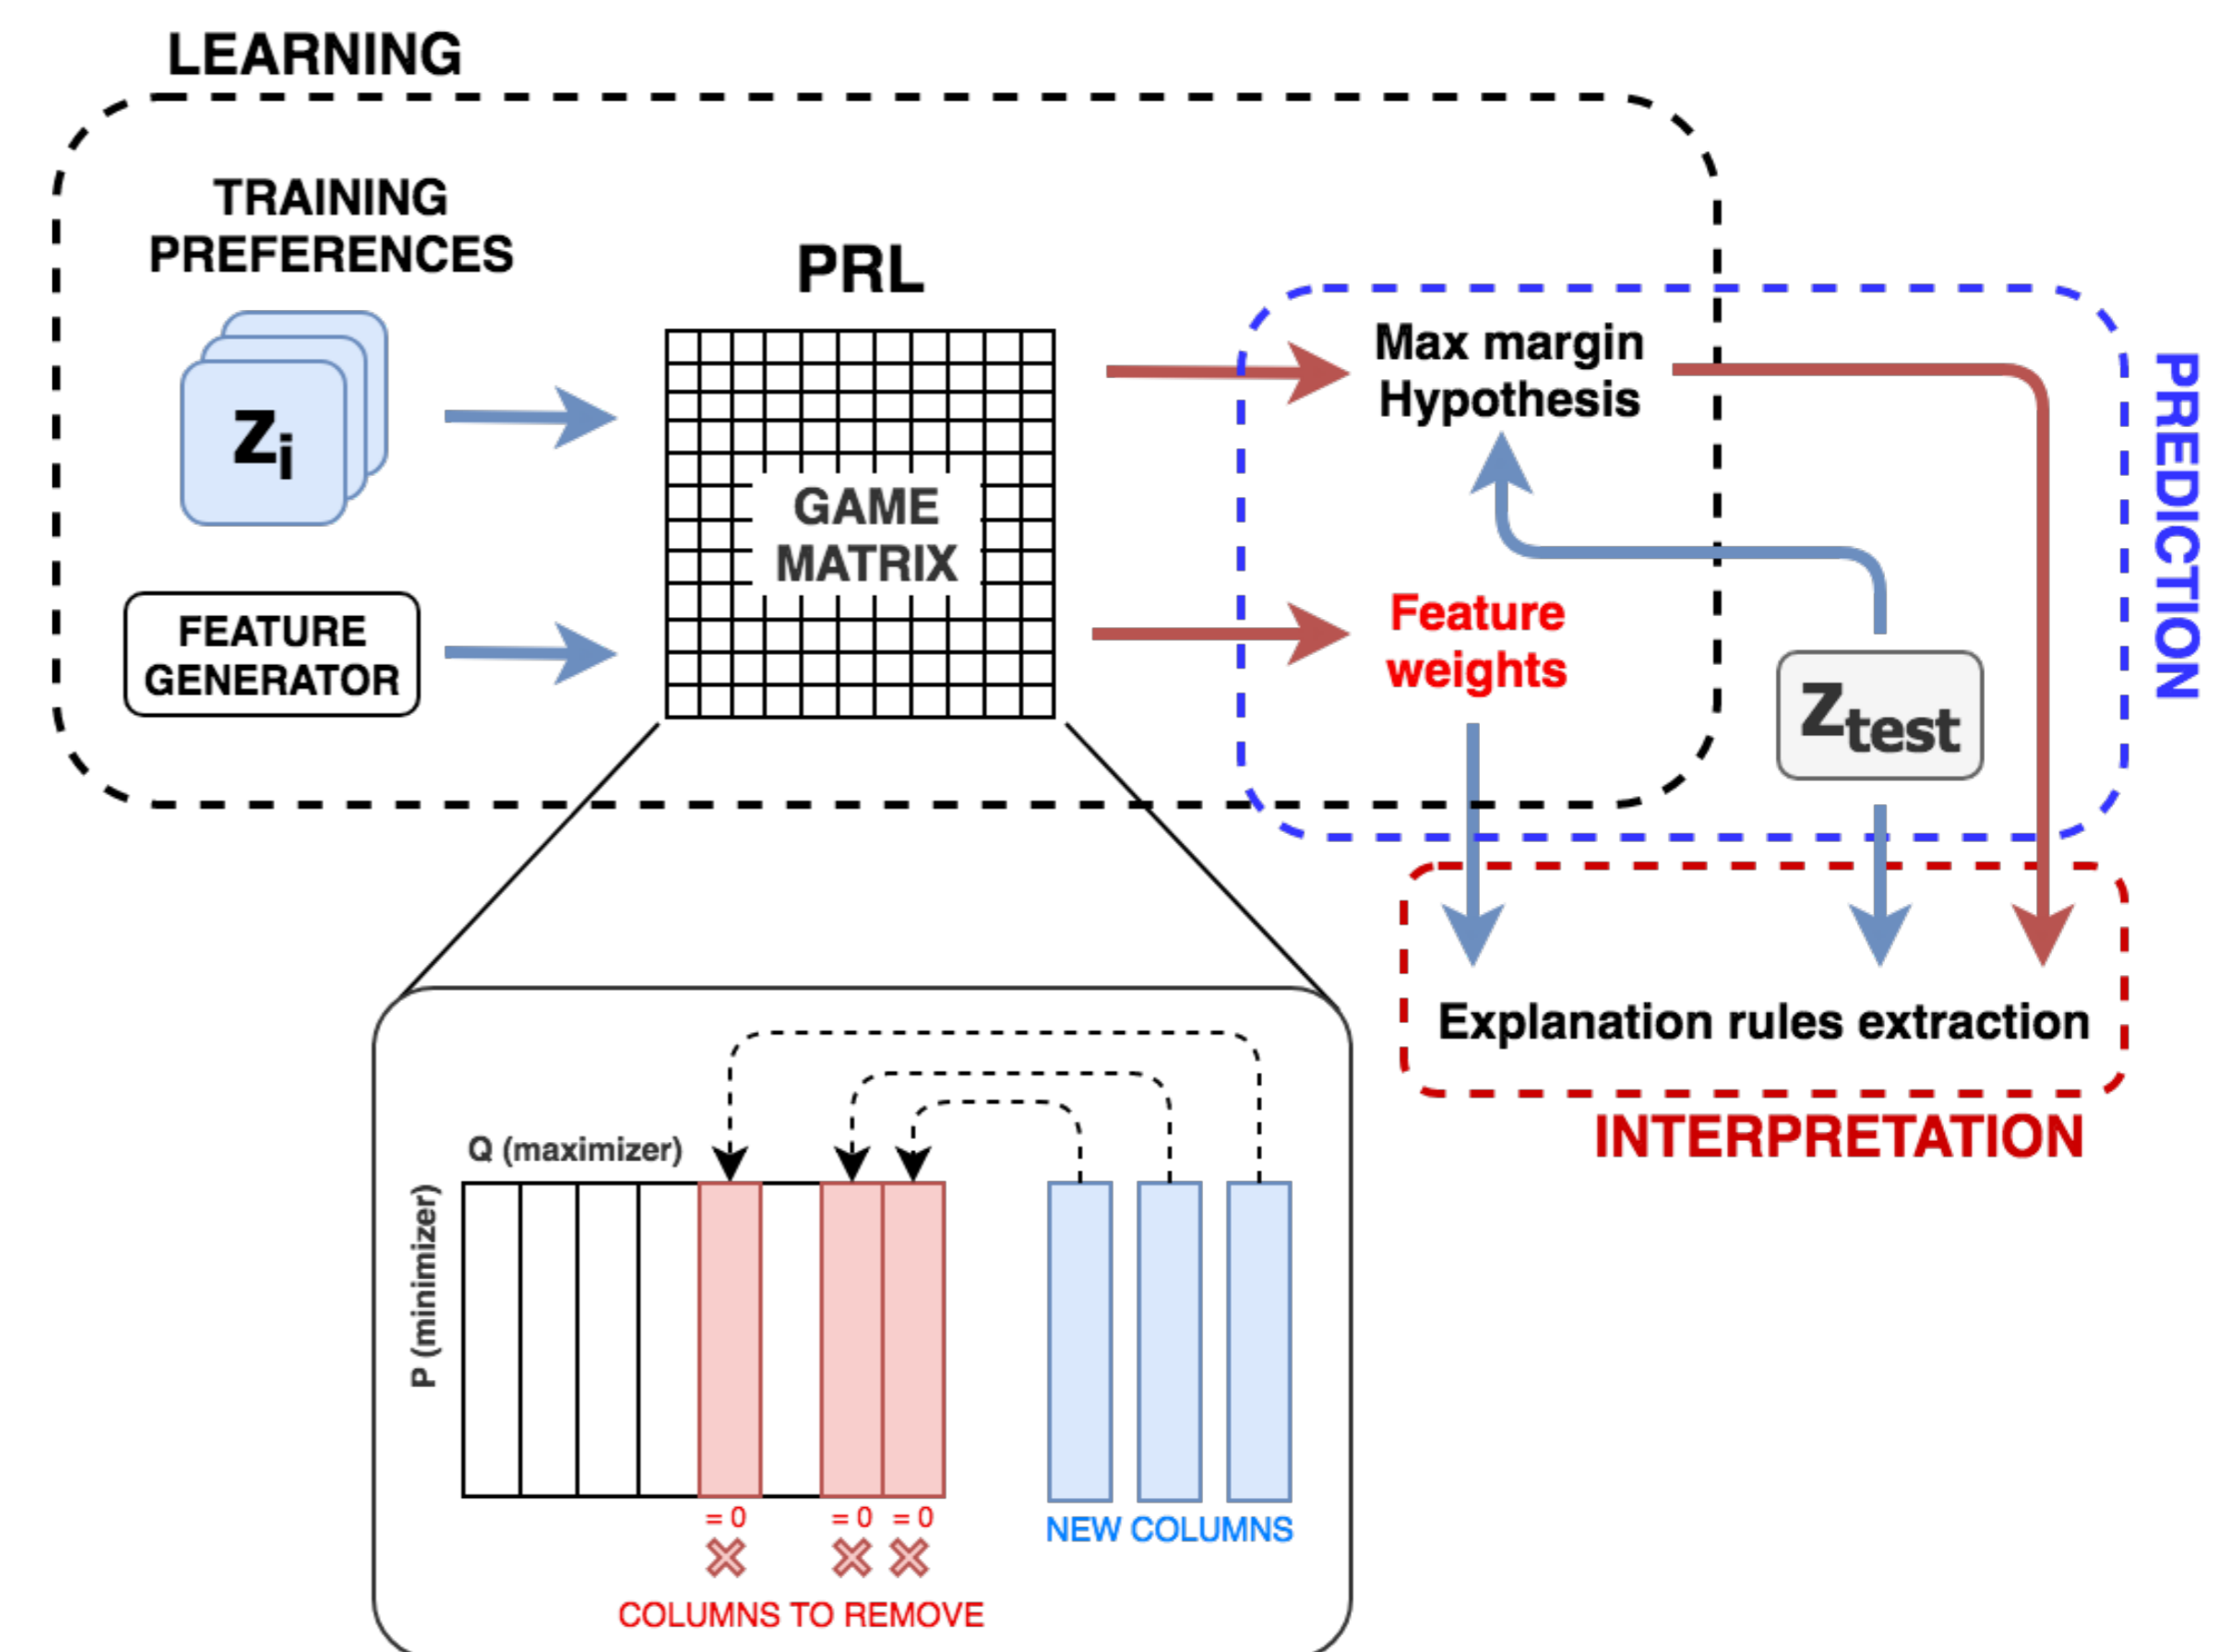 LEARNING
TRAINING
PREFERENCES
Zi
FEATURE
GENERATOR
PRL
GAME
MATRIX
Max margin
Hypothesis
Feature
weights
Ztest
PREDICTION
Explanation rules extraction
INTERPRETATION
Q (maximizer)
P (minimizer)
= 0
= 0
= 0
COLUMNS TO REMOVE
NEW COLUMNS